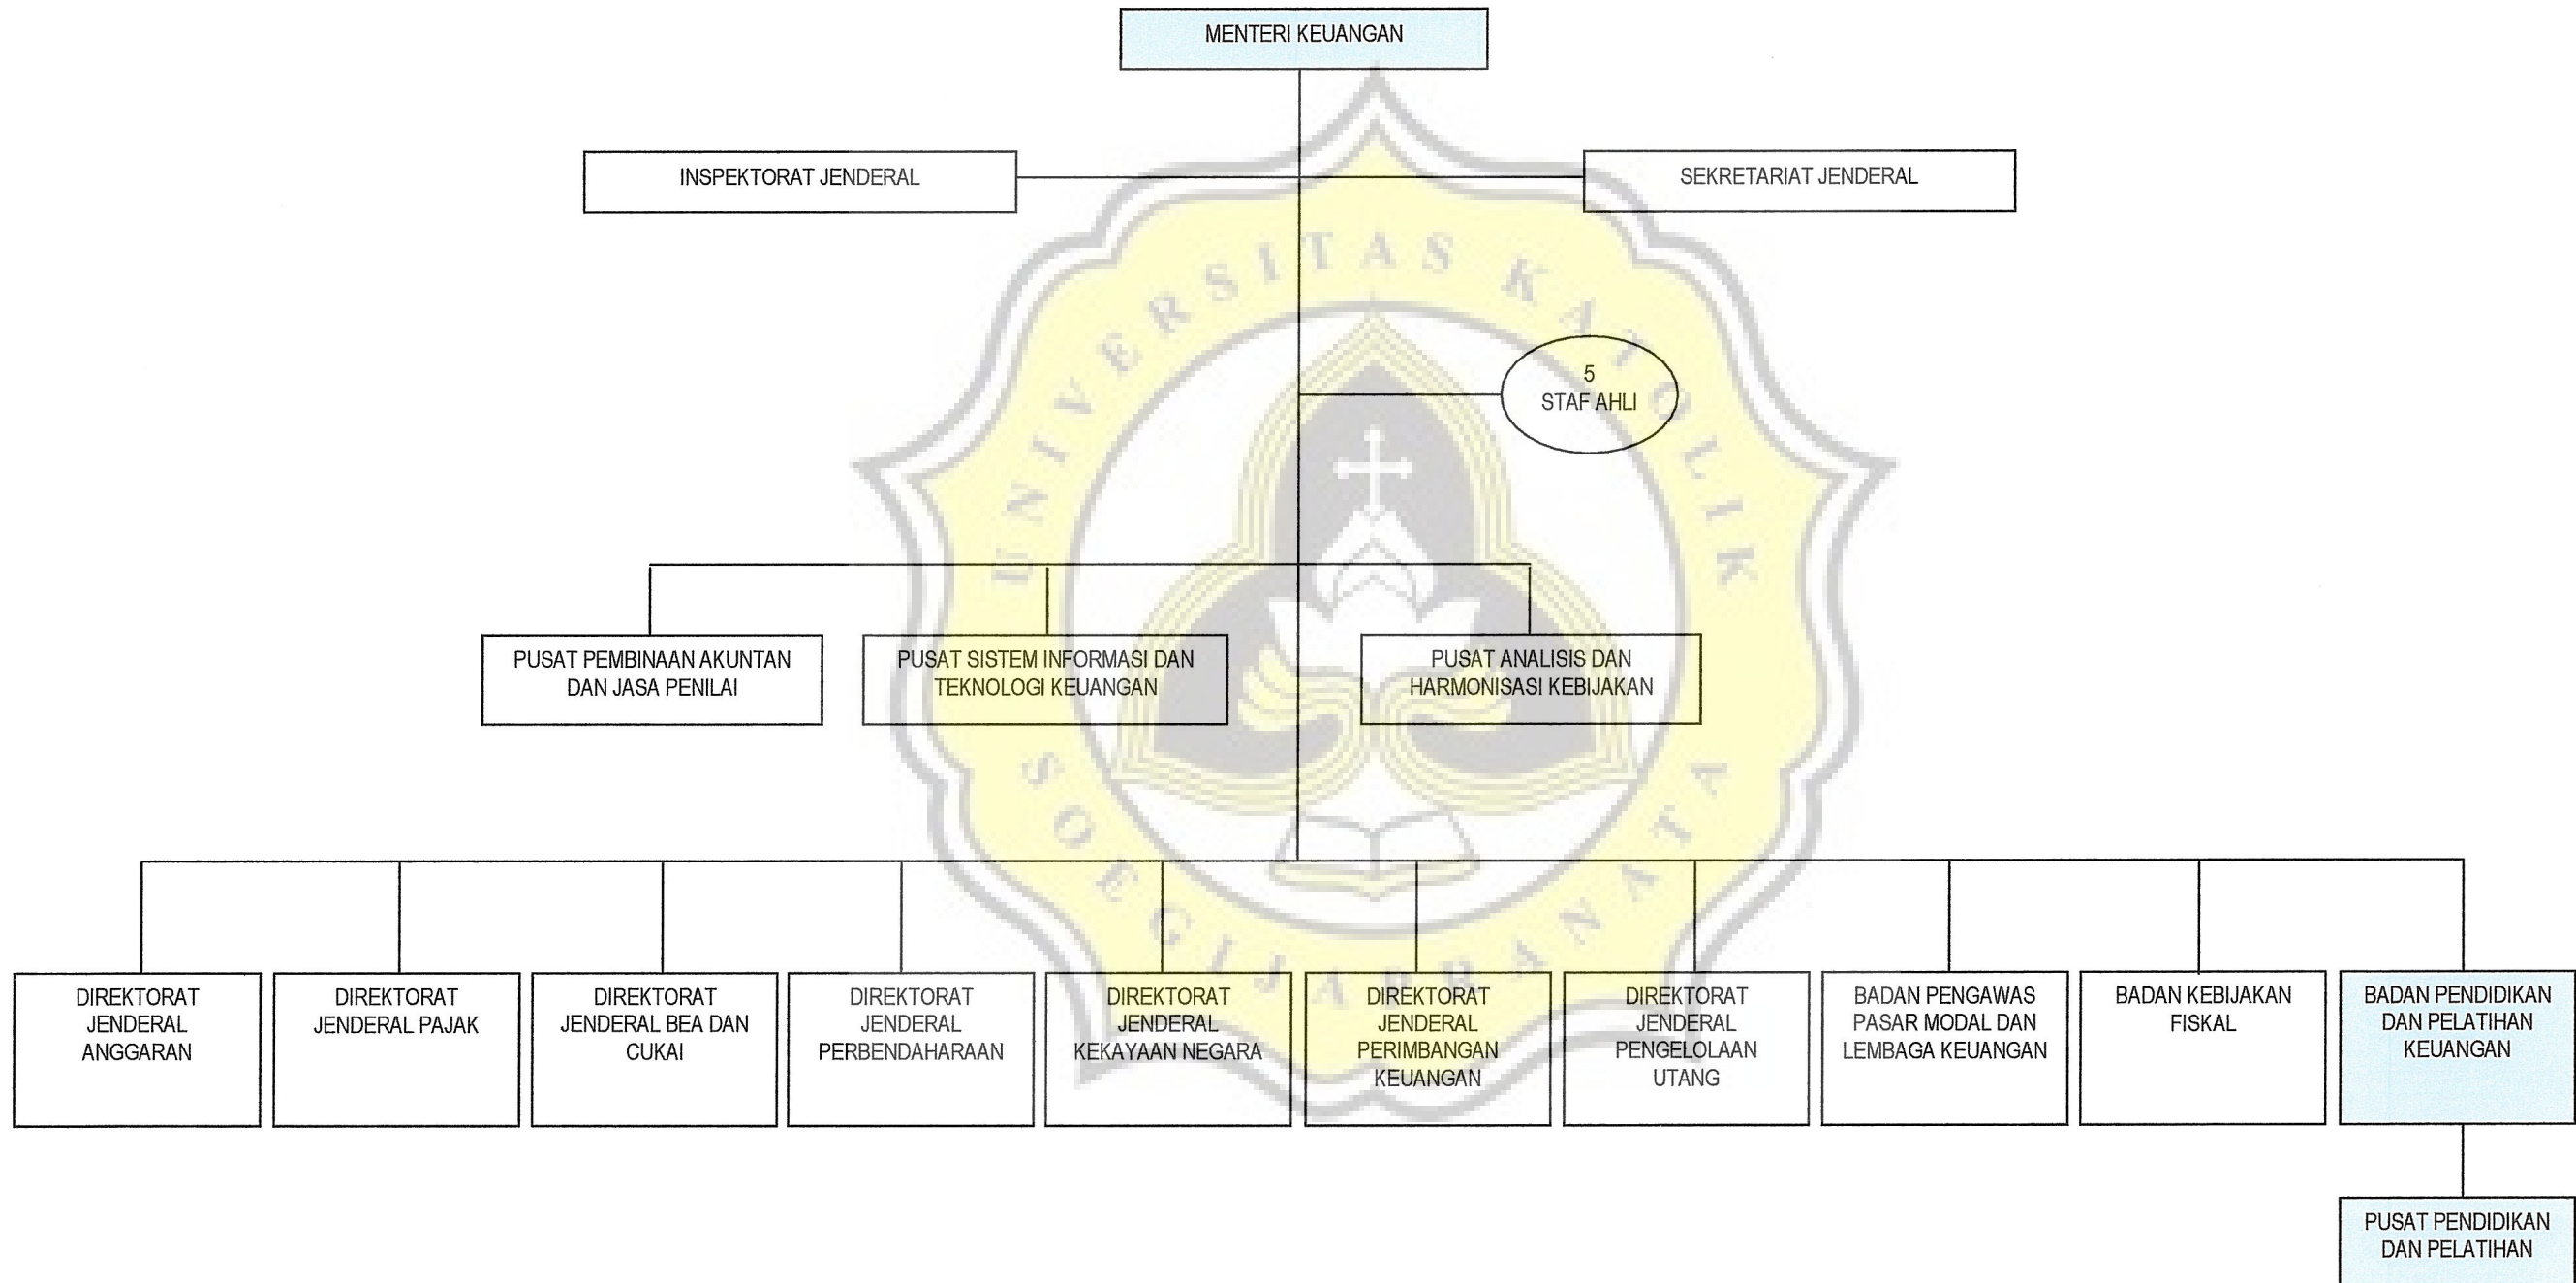 MENTERI KEUANGAN
INSPEKTORAT JENDERAL
SEKRETARIAT JENDERAL
5
STAF AHLI
PUSAT PEMBINAAN AKUNTAN
DAN JASA PENILAI
PUSAT SISTEM INFORMASI DAN
TEKNOLOGI KEUANGAN
PUSAT ANALISIS DAN
HARMONISASI KEBIJAKAN
DIREKTORAT
JENDERAL
ANGGARAN
DIREKTORAT
JENDERAL PAJAK
DIREKTORAT
JENDERAL BEA DAN
CUKAI
DIREKTORAT
JENDERAL
PERBENDAHARAAN
DIREKTORAT
JENDERAL
KEKAYAAN NEGARA
DIREKTORAT
JENDERAL
PERIMBANGAN
KEUANGAN
DIREKTORAT
JENDERAL
PENGELOLAAN
UTANG
BADAN PENGAWAS
PASAR MODAL DAN
LEMBAGA KEUANGAN
BADAN KEBIJAKAN
FISKAL
BADAN PENDIDIKAN
DAN PELATIHAN
KEUANGAN
PUSAT PENDIDIKAN
DAN PELATIHAN
UNIVERSITAS KATOLIK
SOEGIJAPRANATA